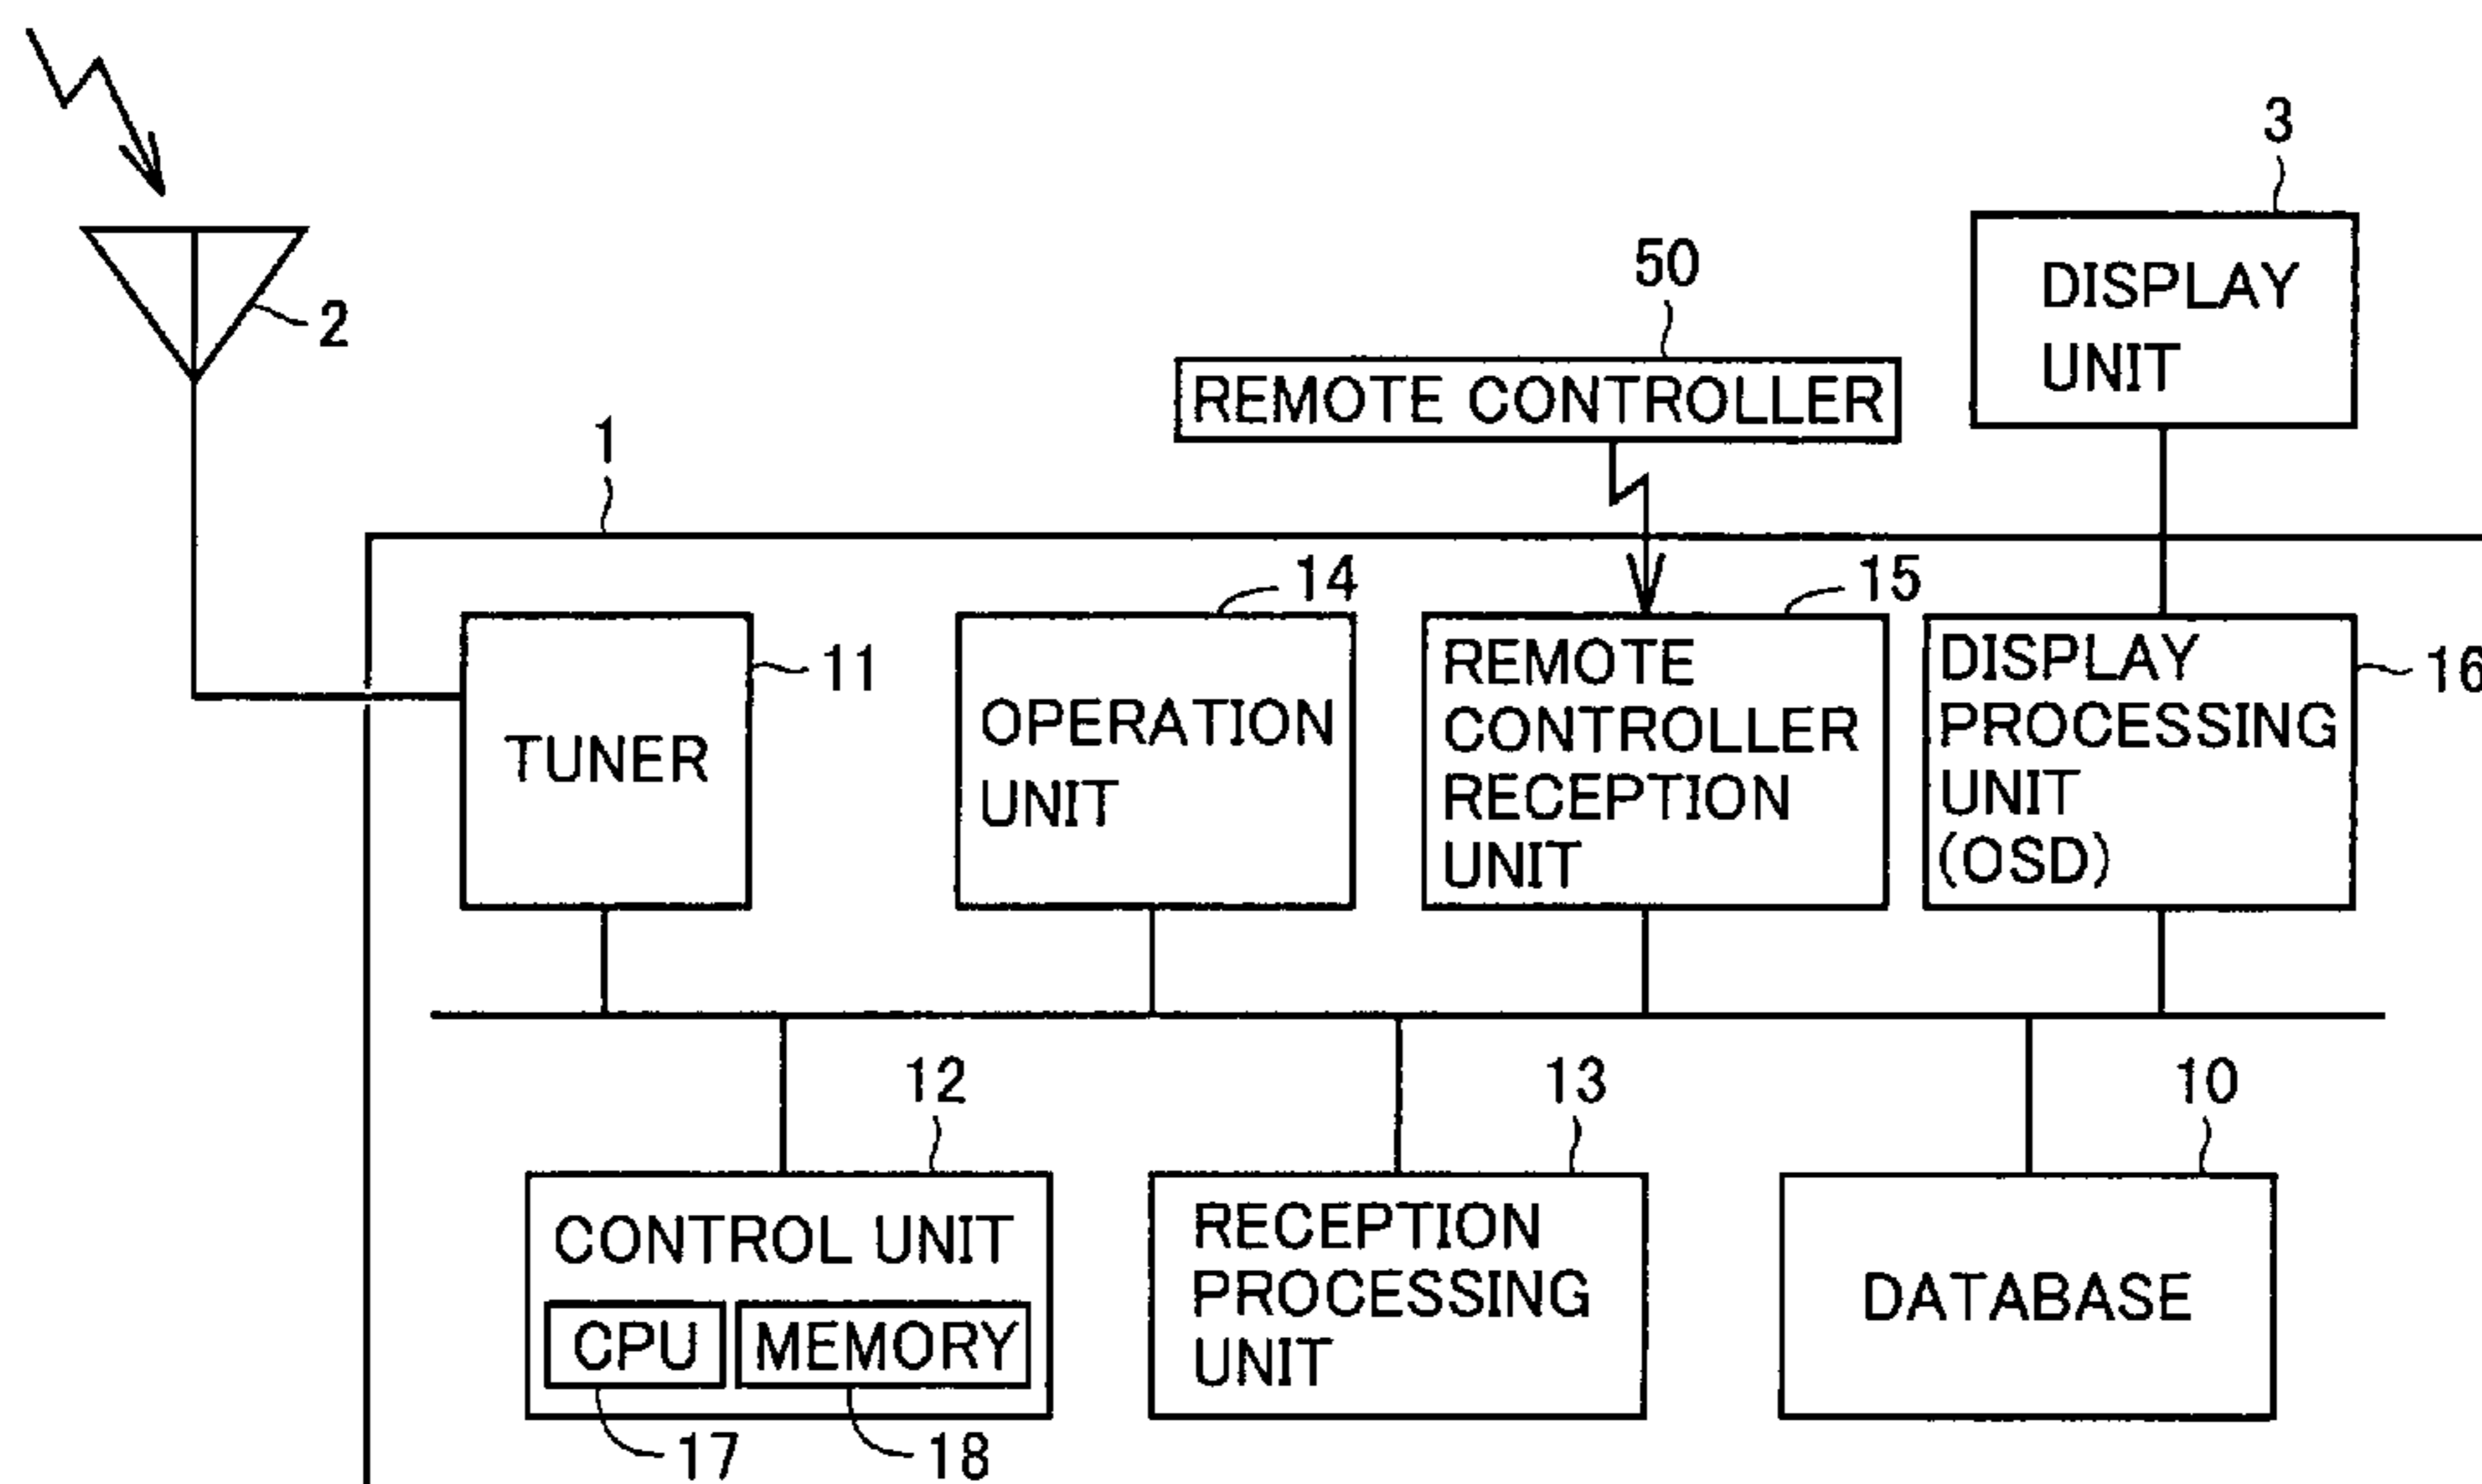 3
50
DISPLAY
UNIT
2
REMOTE CONTROLLER
1
14
15
11
16
TUNER
OPERATION
UNIT
REMOTE
CONTROLLER
RECEPTION
UNIT
DISPLAY
PROCESSING
UNIT
(OSD)
12
13
10
CONTROL UNIT
CPU
MEMORY
RECEPTION
PROCESSING
UNIT
DATABASE
17
18